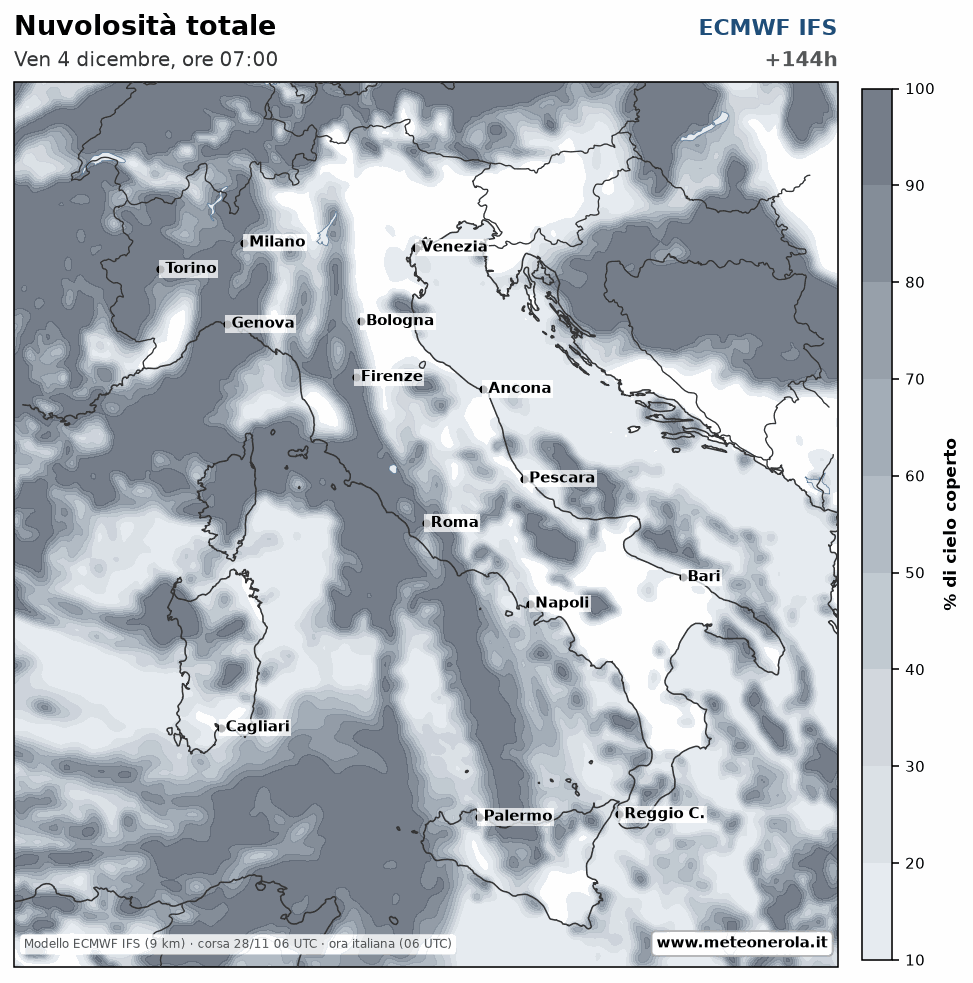 Nuvolosità totale
ECMWF IFS
Ven 4 dicembre, ore 07:00
+144h
Milano
Venezia
Torino
Genova
Bologna
Firenze
Ancona
Pescara
Roma
Bari
Napoli
Cagliari
Palermo
Reggio C.
100
90
80
70
60
50
40
30
20
10
% di cielo coperto
Modello ECMWF IFS (9 km) · corsa 28/11 06 UTC · ora italiana (06 UTC)
www.meteonerola.it